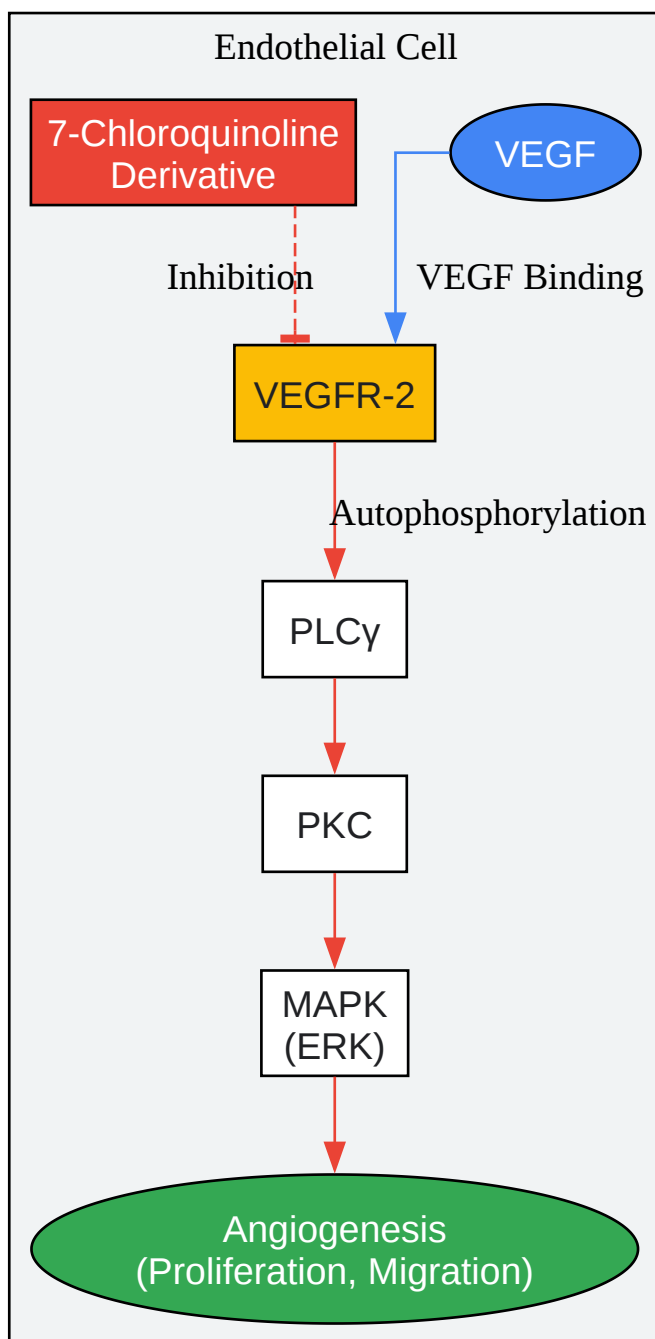 Endothelial Cell
7-Chloroquinoline
Derivative
VEGF
Inhibition
VEGF Binding
VEGFR-2
Autophosphorylation
PLCγ
PKC
MAPK
(ERK)
Angiogenesis
(Proliferation, Migration)